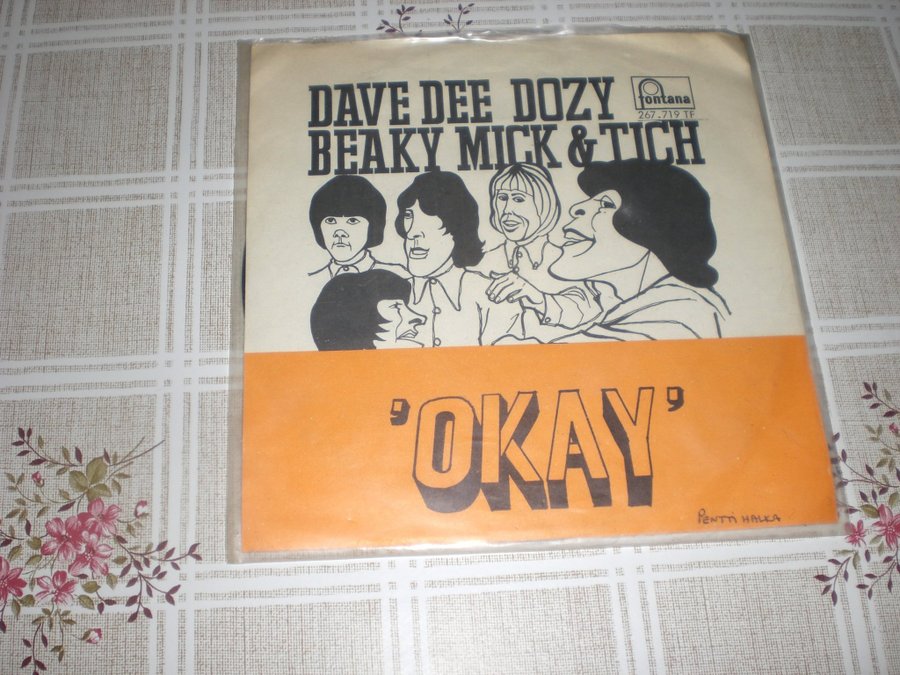 DAVE DEE DOZY
fontana
267.719 TF
BEAKY MICK & TICH
'OKAY'
PENTTI HALKA